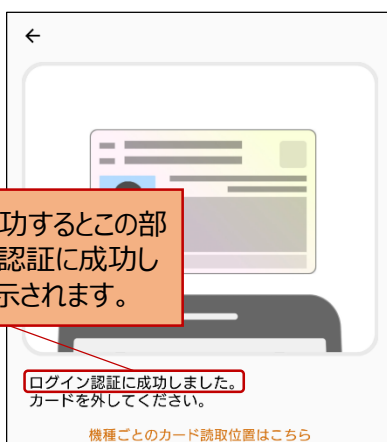 ←
功するとこの部
認証に成功し
示されます。
ログイン認証に成功しました。
カードを外してください。
機種ごとのカード読取位置はこちら